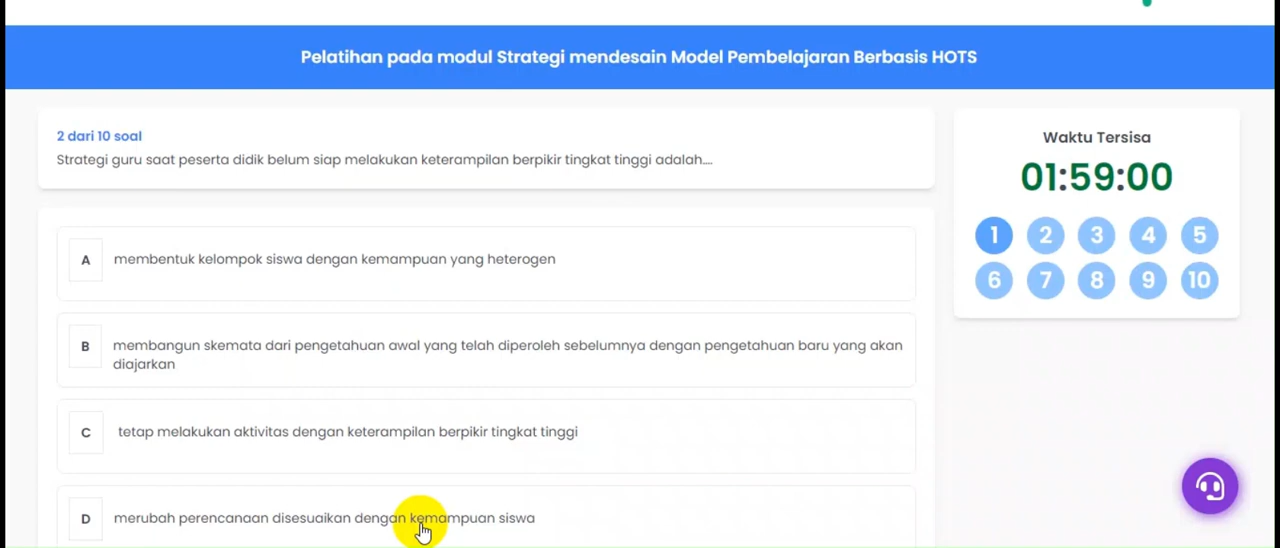 Pelatihan pada modul Strategi mendesain Model Pembelajaran Berbasis HOTS
2 dari 10 soal
Strategi guru saat peserta didik belum siap melakukan keterampilan berpikir tingkat tinggi adalah....
A membentuk kelompok siswa dengan kemampuan yang heterogen
B membangun skemata dari pengetahuan awal yang telah diperoleh sebelumnya dengan pengetahuan baru yang akan
diajarkan
C tetap melakukan aktivitas dengan keterampilan berpikir tingkat tinggi
D merubah perencanaan disesuaikan dengan kemampuan siswa
Waktu Tersisa
01:59:00
1 2 3 4 5
6 7 8 9 10